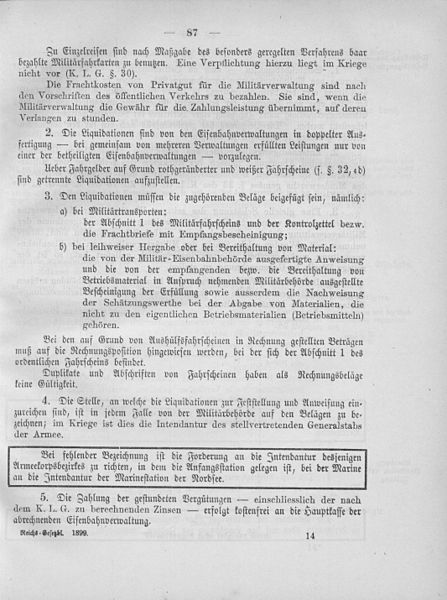 — 87 —
Zu Einzelreisen sind nach Maßgabe des besonders geregelten Verfahrens baar
bezahlte Militärfahrkarten zu benutzen. Eine Verpflichtung hierzu liegt im Kriege
nicht vor (K. L. G. §. 30).
Die Frachtkosten von Privatgut für die Militärverwaltung sind nach
den Vorschriften des öffentlichen Verkehrs zu bezahlen. Sie sind, wenn die
Militärverwaltung die Gewähr für die Zahlungsleistung übernimmt, auf deren
Verlangen zu stunden.
2. Die Liquidationen sind von den Eisenbahnverwaltungen in doppelter Aus-
fertigung — bei gemeinsam von mehreren Verwaltungen erfüllten Leistungen nur von
einer der betheiligten Eisenbahnverwaltungen — vorzulegen.
Ueber Fahrgelder auf Grund rothgeränderter und weißer Fahrscheine (s. §. 32, 4b)
sind getrennte Liquidationen aufzustellen.
3. Den Liquidationen müssen die zugehörenden Beläge beigefügt sein, nämlich:
a) bei Militärtransporten:
der Abschnitt 1 des Militärfahrscheins und der Kontrolzettel bezw.
die Frachtbriefe mit Empfangsbescheinigung;
b) bei leihweiser Hergabe oder bei Bereithaltung von Material:
die von der Militär-Eisenbahnbehörde ausgefertigte Anweisung
und die von der empfangenden bezw. die Bereithaltung von
Betriebsmaterial in Anspruch nehmenden Militärbehörde ausgestellte
Bescheinigung der Erfüllung sowie ausserdem die Nachweisung
der Schätzungswerthe bei der Abgabe von Materialien, die
nicht zu den eigentlichen Betriebsmaterialien (Betriebsmitteln)
gehören.
Bei den auf Grund von Aushülfsfahrscheinen in Rechnung gestellten Beträgen
muß auf die Rechnungsposition hingewiesen werden, bei der sich der Abschnitt 1 des
ordentlichen Fahrscheins befindet.
Duplikate und Abschriften von Fahrscheinen haben als Rechnungsbeläge
keine Gültigkeit.
4. Die Stelle, an welche die Liquidationen zur Feststellung und Anweisung ein-
zureichen sind, ist in jedem Falle von der Militärbehörde auf den Belägen zu be-
zeichnen; im Kriege ist dies die Intendantur des stellvertretenden Generalstabs
der Armee.
Bei fehlender Bezeichnung ist die Forderung an die Intendantur desjenigen
Armeekorpsbezirks zu richten, in dem die Anfangsstation gelegen ist, bei der Marine
an die Intendantur der Marinestation der Nordsee.
5. Die Zahlung der gestundeten Vergütungen — einschliesslich der nach
dem K. L. G. zu berechnenden Zinsen — erfolgt kostenfrei an die Hauptkasse der
abrechnenden Eisenbahnverwaltung.
Reichs-Gesetzbl. 1899. 14